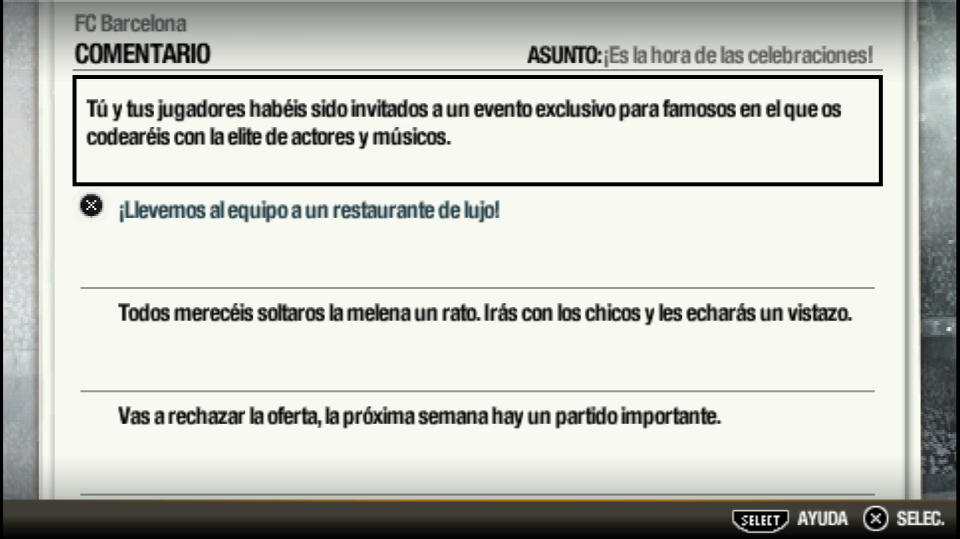 FC Barcelona
COMENTARIO
ASUNTO:¡Es la hora de las celebraciones!
Tú y tus jugadores habéis sido invitados a un evento exclusivo para famosos en el que os
codearéis con la elite de actores y músicos.
¡Llevemos al equipo a un restaurante de lujo!
Todos merecéis soltaros la melena un rato. Irás con los chicos y les echarás un vistazo.
Vas a rechazar la oferta, la próxima semana hay un partido importante.
SELECT AYUDA SELEC.